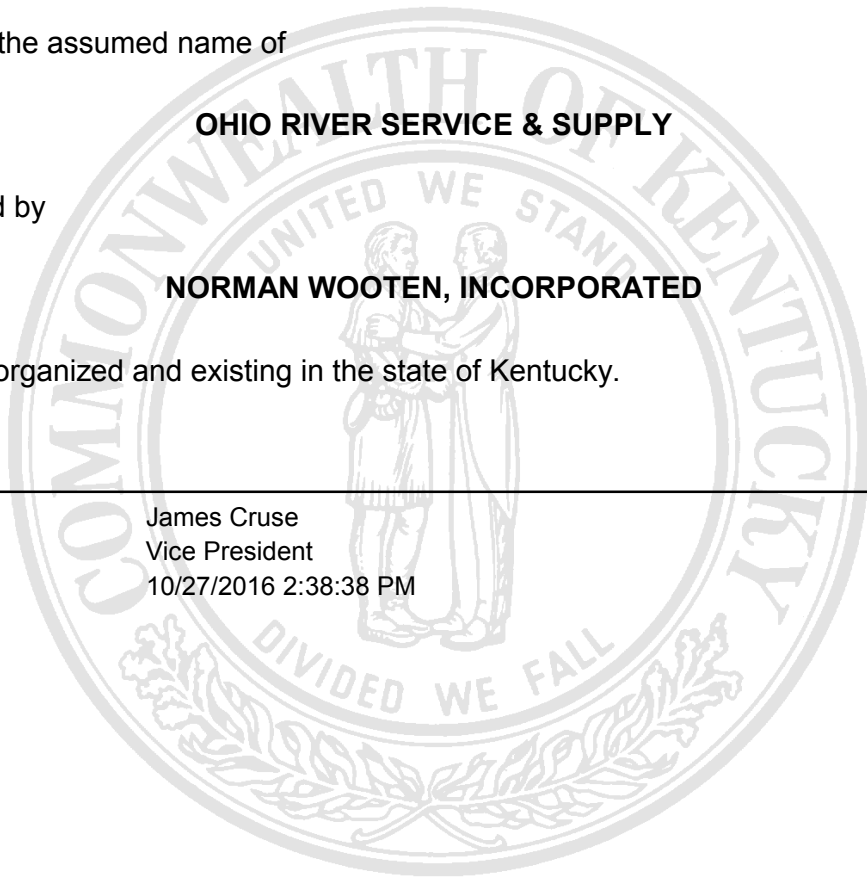 the assumed name of
OHIO RIVER SERVICE & SUPPLY
d by
NORMAN WOOTEN, INCORPORATED
organized and existing in the state of Kentucky.
James Cruse
Vice President
10/27/2016 2:38:38 PM
COMMONWEALTH OF KENTUCKY
UNITED WE STAND
DIVIDED WE FALL